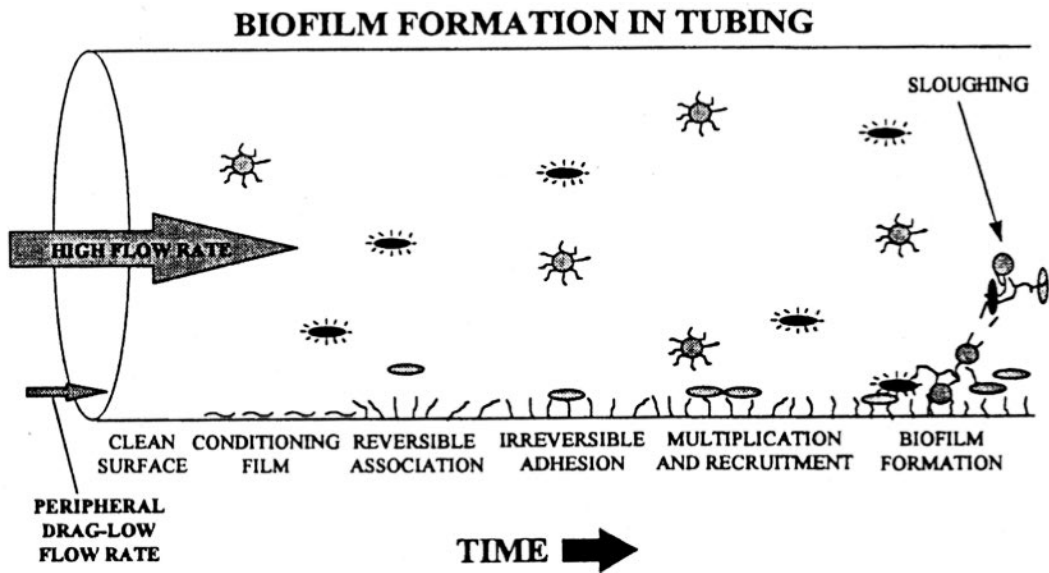 BIOFILM FORMATION IN TUBING
SLOUGHING
HIGH FLOW RATE
CLEAN
SURFACE
CONDITIONING
FILM
REVERSIBLE
ASSOCIATION
IRREVERSIBLE
ADHESION
MULTIPLICATION
AND RECRUITMENT
BIOFILM
FORMATION
PERIPHERAL
DRAG-LOW
FLOW RATE
TIME